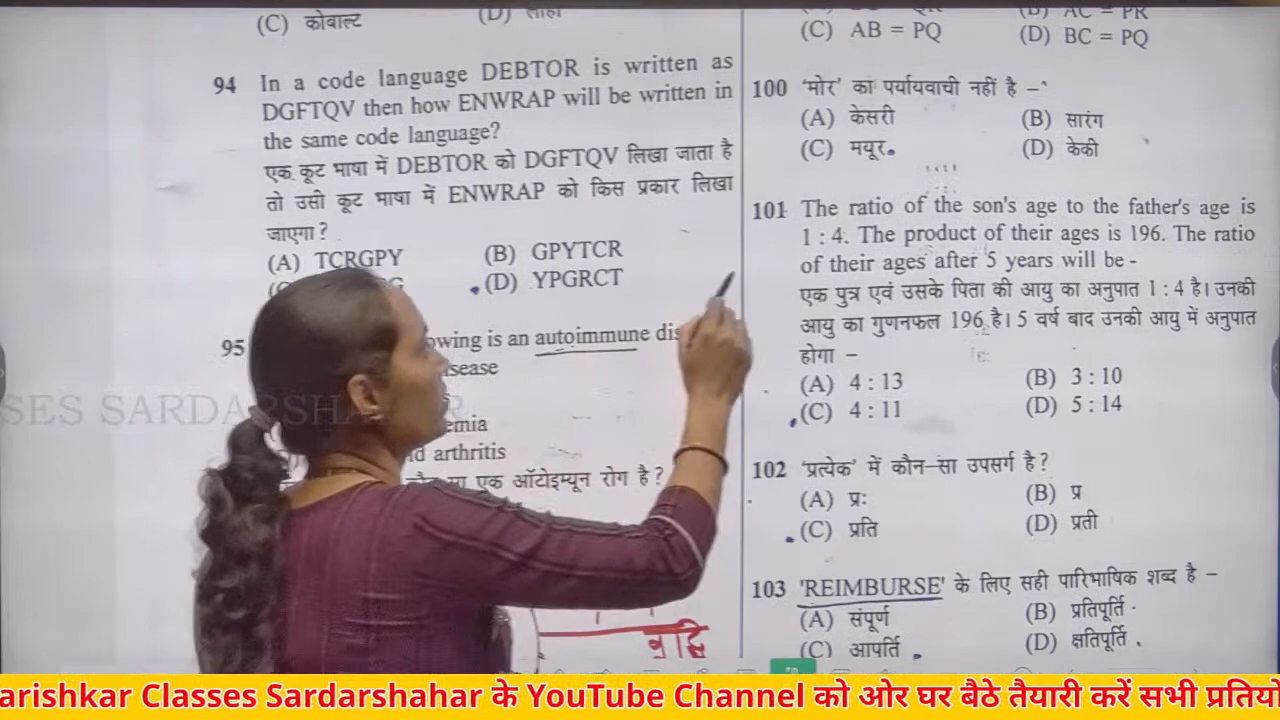 (C) कोबाल्ट
94 In a code language DEBTOR is written as
DGFTQV then how ENWRAP will be written in
the same code language?
एक कूट भाषा में DEBTOR को DGFTQV लिखा जाता है
तो उसी कूट भाषा में ENWRAP को किस प्रकार लिखा
जाएगा ?
(A) TCRGPY (B) GPYTCR
(D) YPGRCT
95 owing is an autoimmune dis
sease
emia
arthritis
एक ऑटोइम्यून रोग है ?
वृद्धि
(C) AB = PQ (D) BC = PQ
100 'मोर' का पर्यायवाची नहीं है –
(A) केसरी (B) सारंग
(C) मयूर (D) केकी
101 The ratio of the son's age to the father's age is
1 : 4. The product of their ages is 196. The ratio
of their ages after 5 years will be -
एक पुत्र एवं उसके पिता की आयु का अनुपात 1 : 4 है। उनकी
आयु का गुणनफल 196 है। 5 वर्ष बाद उनकी आयु में अनुपात
होगा –
(A) 4 : 13 (B) 3 : 10
(C) 4 : 11 (D) 5 : 14
102 'प्रत्येक' में कौन–सा उपसर्ग है ?
(A) प्रः (B) प्र
(C) प्रति (D) प्रती
103 'REIMBURSE' के लिए सही पारिभाषिक शब्द है –
(A) संपूर्ण (B) प्रतिपूर्ति
(C) आपर्ति (D) क्षतिपूर्ति
SES SARDARSHAHAR
arishkar Classes Sardarshahar के YouTube Channel को ओर घर बैठे तैयारी करें सभी प्रतियो